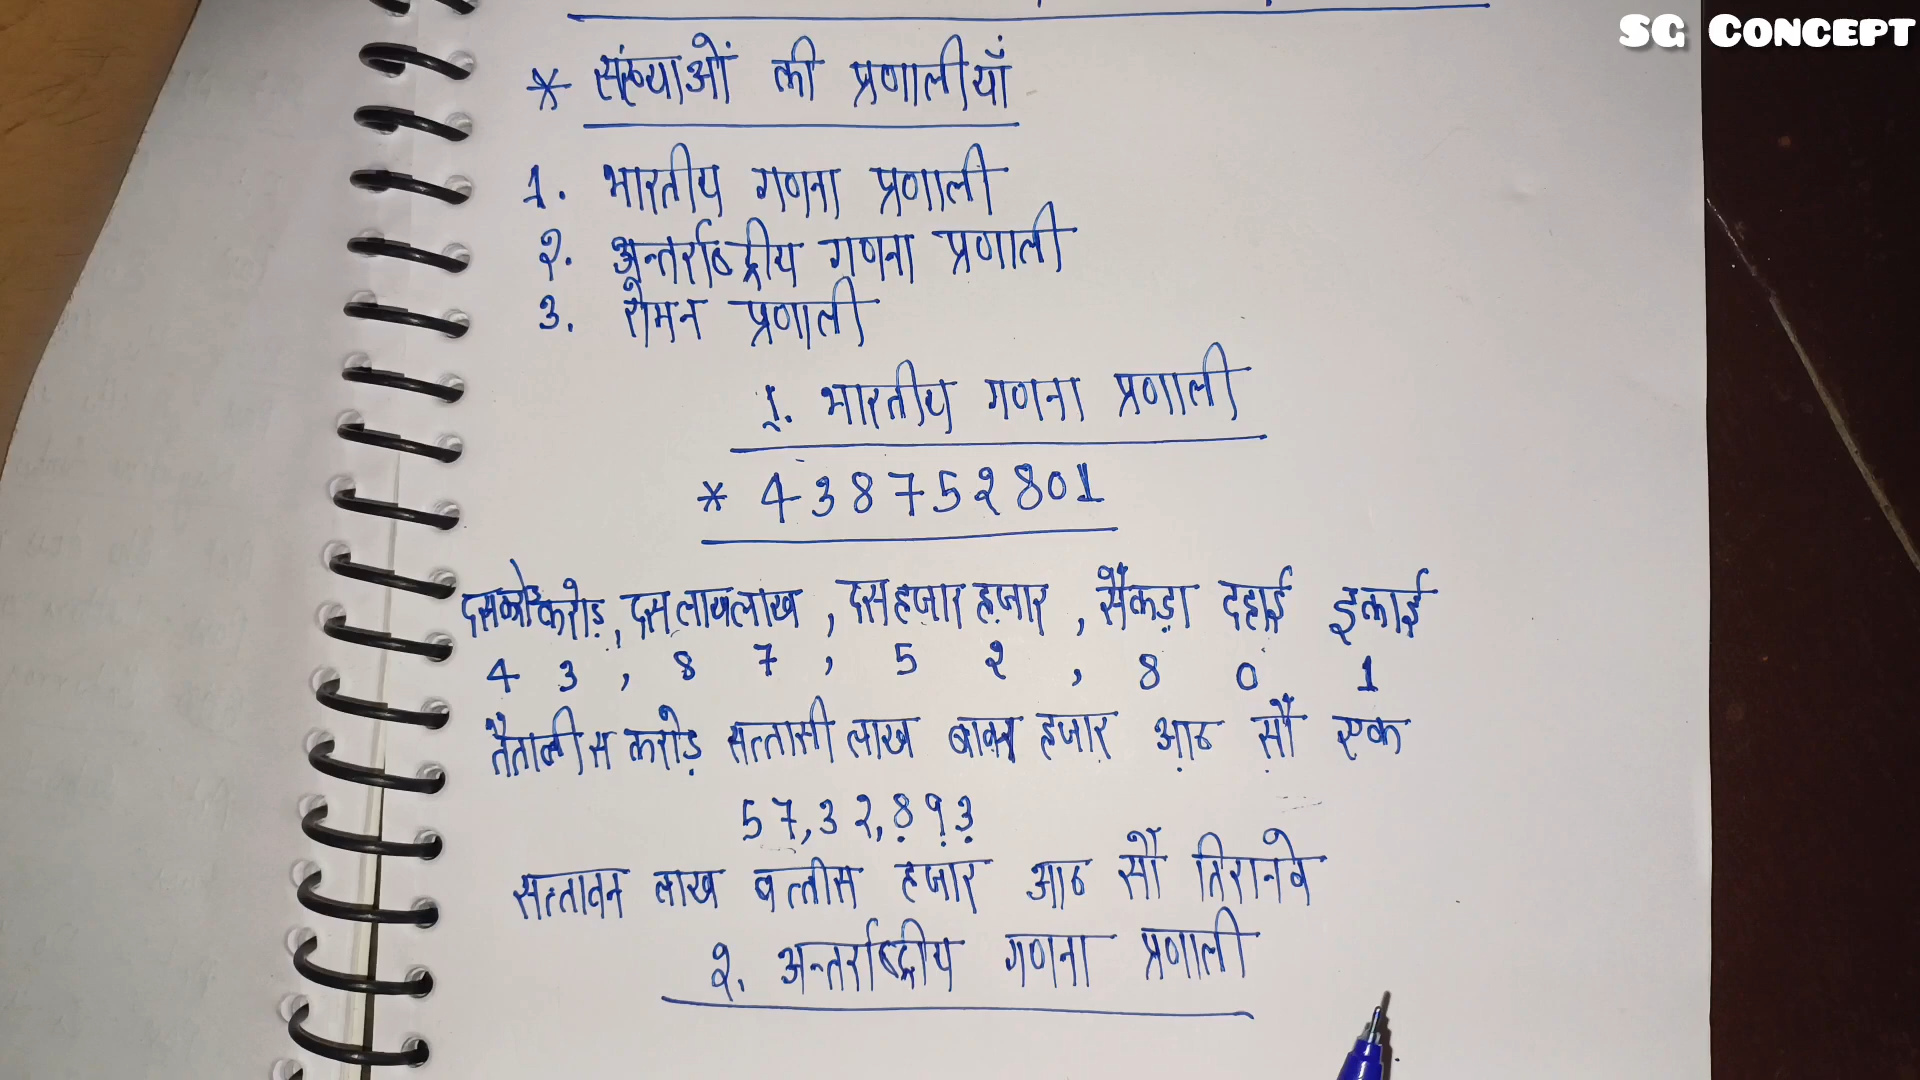 SG CONCEPT
* संख्याओं की प्रणालीयाँ
1. भारतीय गणना प्रणाली
2. अन्तर्राष्ट्रीय गणना प्रणाली
3. रोमन प्रणाली
1. भारतीय गणना प्रणाली
* 438752801
दसकरोड़ करोड़, दस लाख लाख, दस हजार हजार, सैकड़ा दहाई इकाई
4 3 , 8 7 , 5 2 , 8 0 1
तैतालीस करोड़ सत्तासी लाख बावन हजार आठ सौ एक
57,32,893
सत्तावन लाख बत्तीस हजार आठ सौ तिरानवे
2. अन्तर्राष्ट्रीय गणना प्रणाली